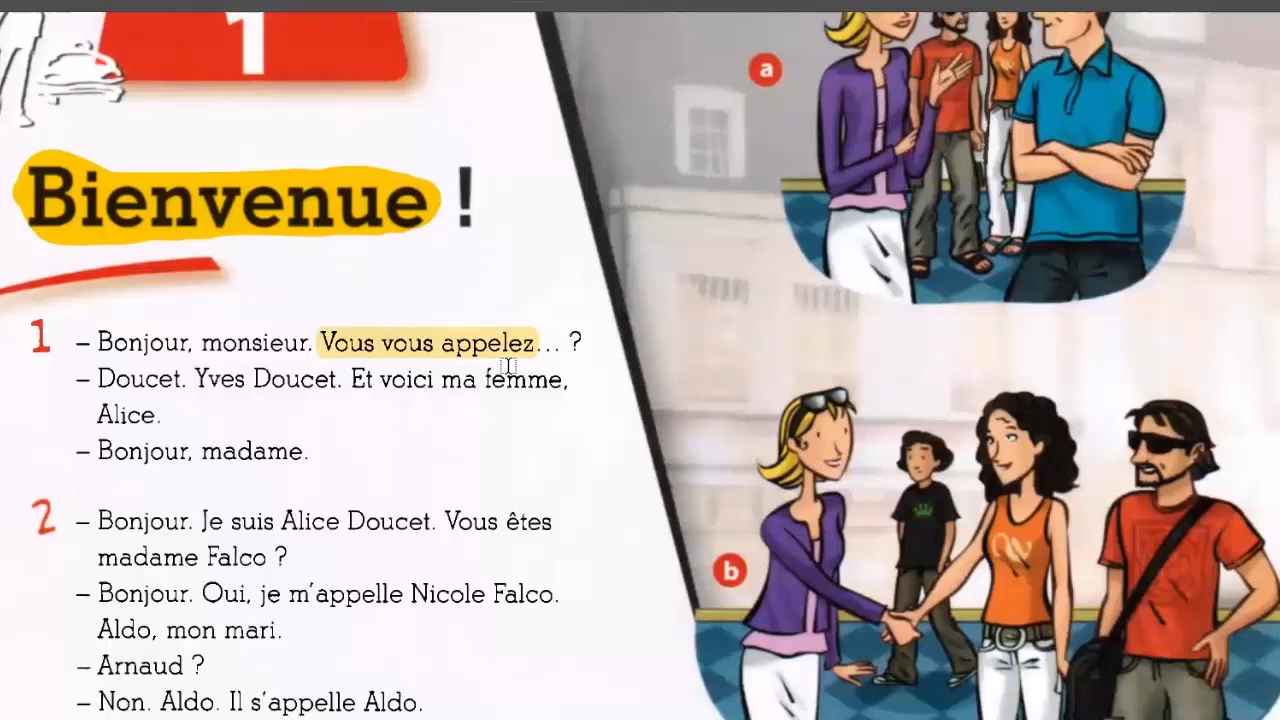 1
Bienvenue !
1 – Bonjour, monsieur. Vous vous appelez... ?
– Doucet. Yves Doucet. Et voici ma femme,
Alice.
– Bonjour, madame.
2 – Bonjour. Je suis Alice Doucet. Vous êtes
madame Falco ?
– Bonjour. Oui, je m'appelle Nicole Falco.
Aldo, mon mari.
– Arnaud ?
– Non. Aldo. Il s'appelle Aldo.
a
b